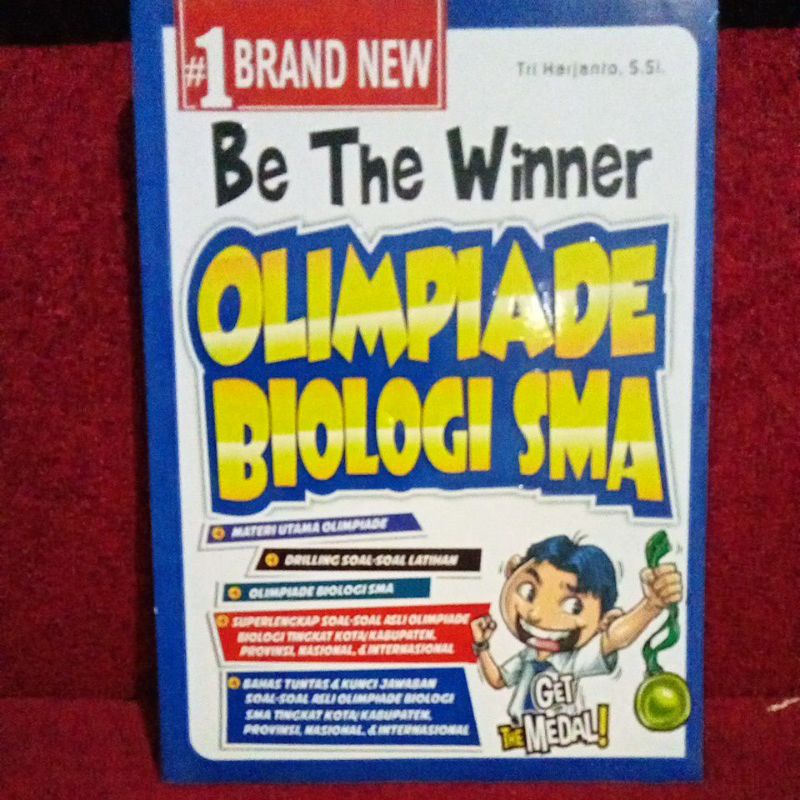 #1 BRAND NEW
Tri Harjanto, S.Si.
Be The Winner
OLIMPIADE
BIOLOGI SMA
MATERI UTAMA OLIMPIADE
DRILLING SOAL-SOAL LATIHAN
OLIMPIADE BIOLOGI SMA
SUPERLENGKAP SOAL-SOAL ASLI OLIMPIADE
BIOLOGI TINGKAT KOTA/KABUPATEN,
PROVINSI, NASIONAL, & INTERNASIONAL
BAHAS TUNTAS & KUNCI JAWABAN
SOAL-SOAL ASLI OLIMPIADE BIOLOGI
SMA TINGKAT KOTA/KABUPATEN,
PROVINSI, NASIONAL, & INTERNASIONAL
GET
THE MEDAL!